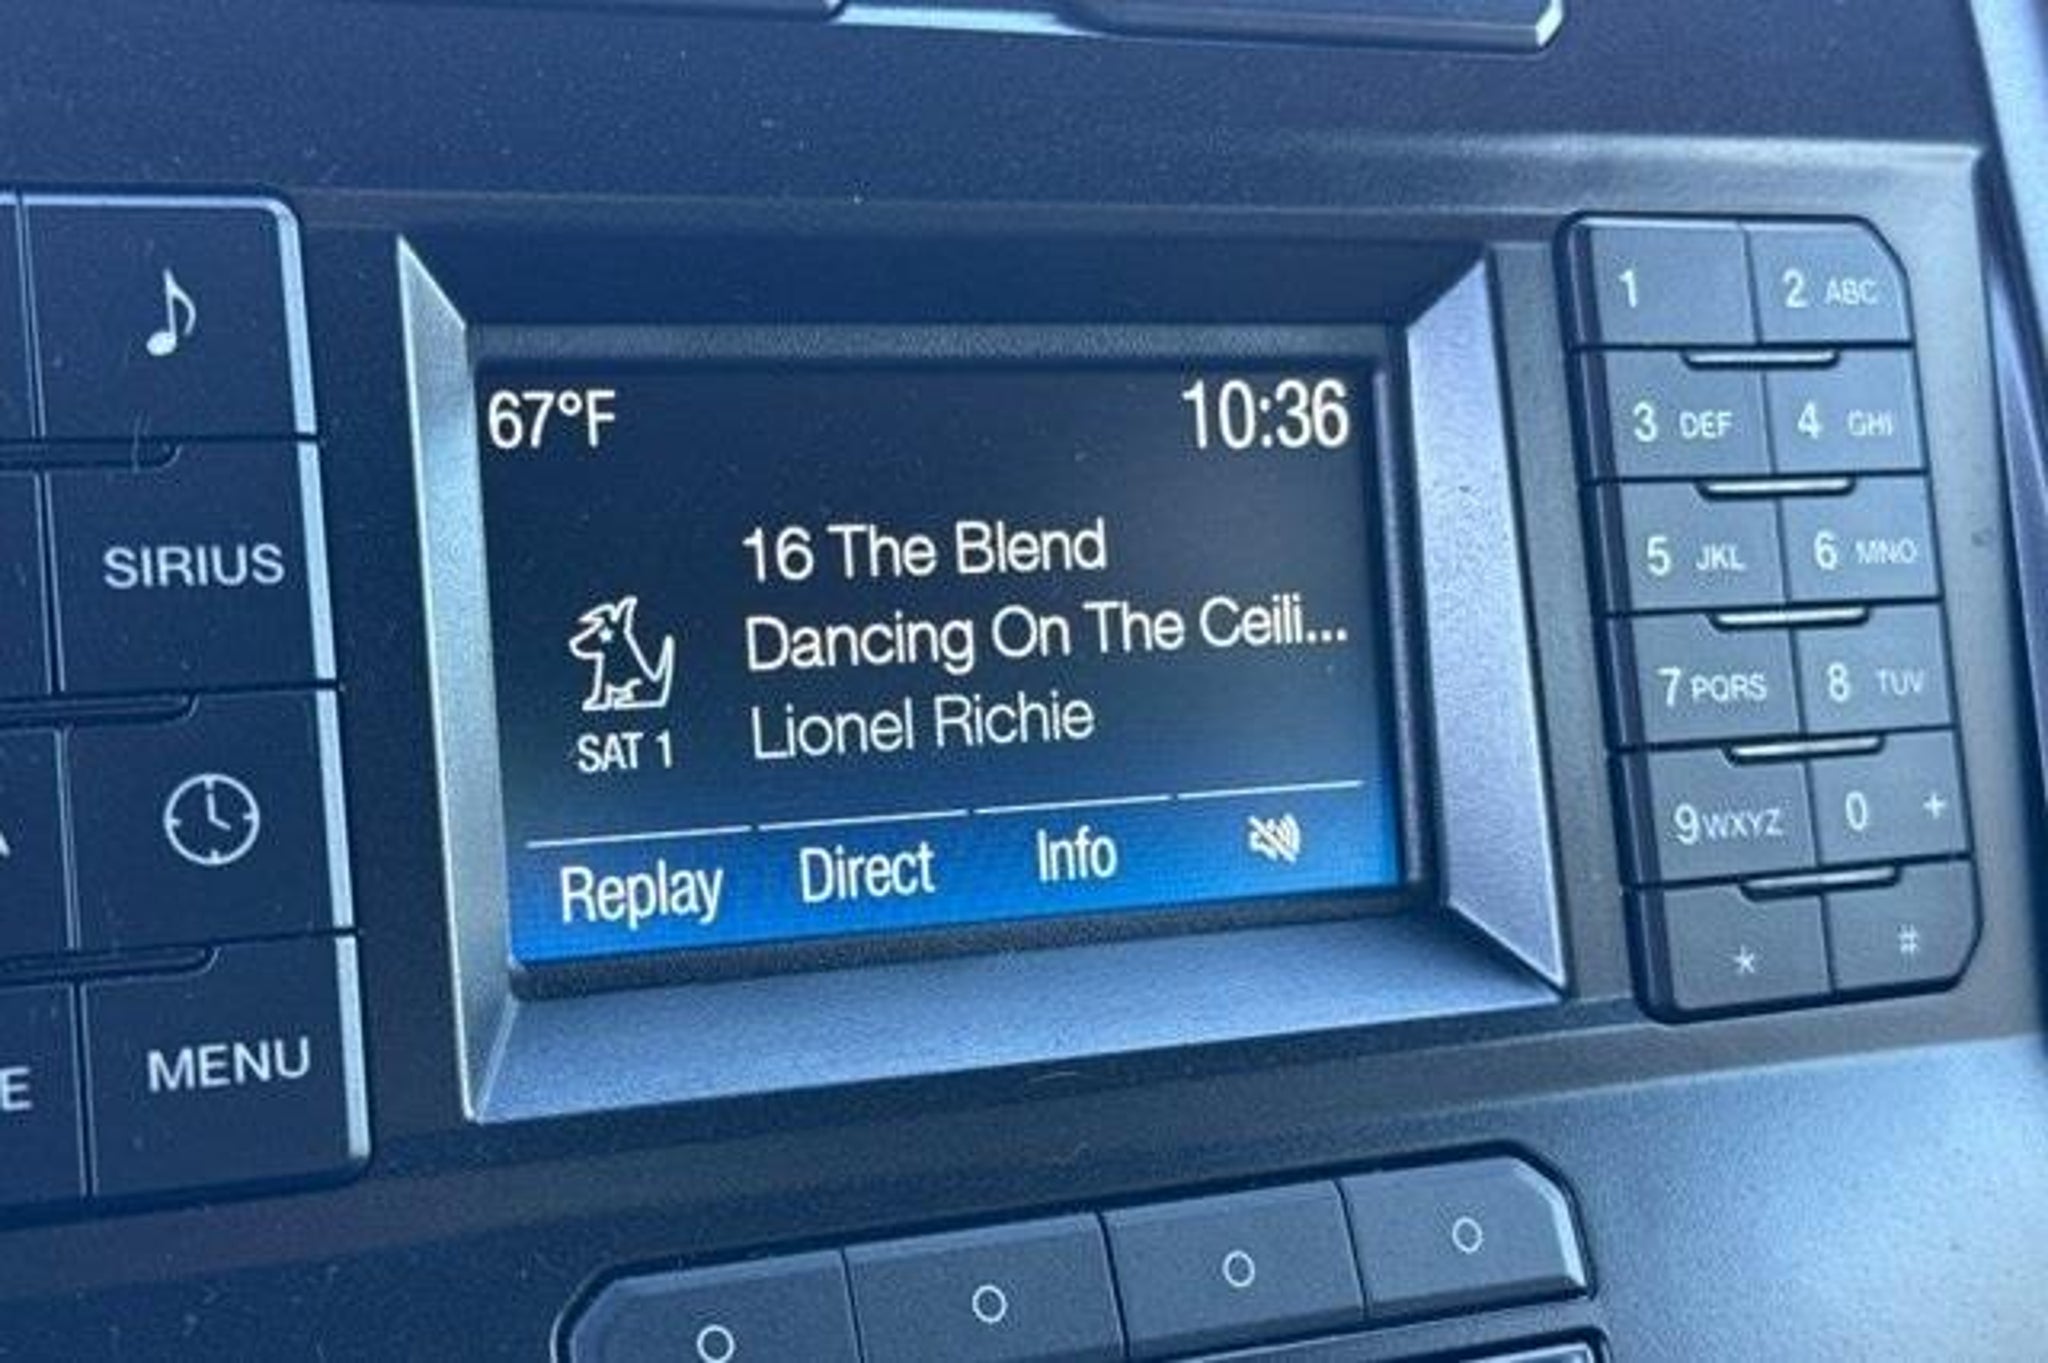 67°F
10:36
16 The Blend
Dancing On The Ceili...
Lionel Richie
SAT 1
Replay Direct Info
SIRIUS
MENU
E
1 2 ABC
3 DEF 4 GHI
5 JKL 6 MNO
7 PQRS 8 TUV
9 WXYZ 0 +
* #